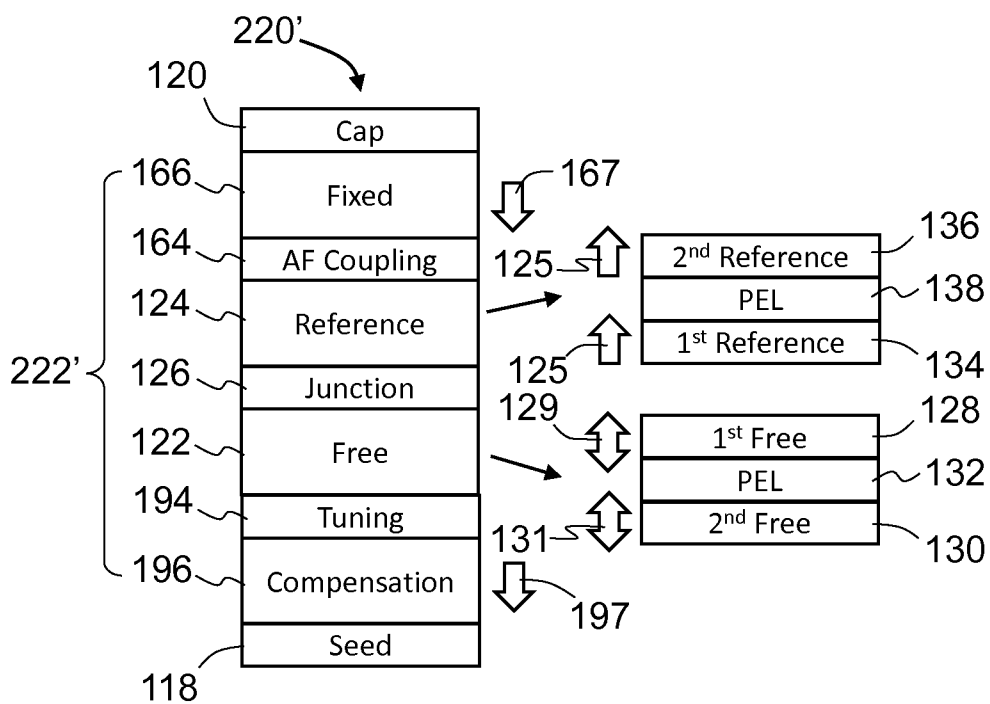 220’
120
Cap
166
Fixed
167
164
AF Coupling
125
2nd Reference
136
124
Reference
PEL
138
222’
125
1st Reference
134
126
Junction
129
1st Free
128
122
Free
PEL
132
194
Tuning
131
2nd Free
130
196
Compensation
197
118
Seed